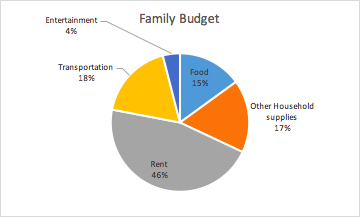 Family Budget
Entertainment
4%
Food
15%
Transportation
18%
Other Household
supplies
17%
Rent
46%